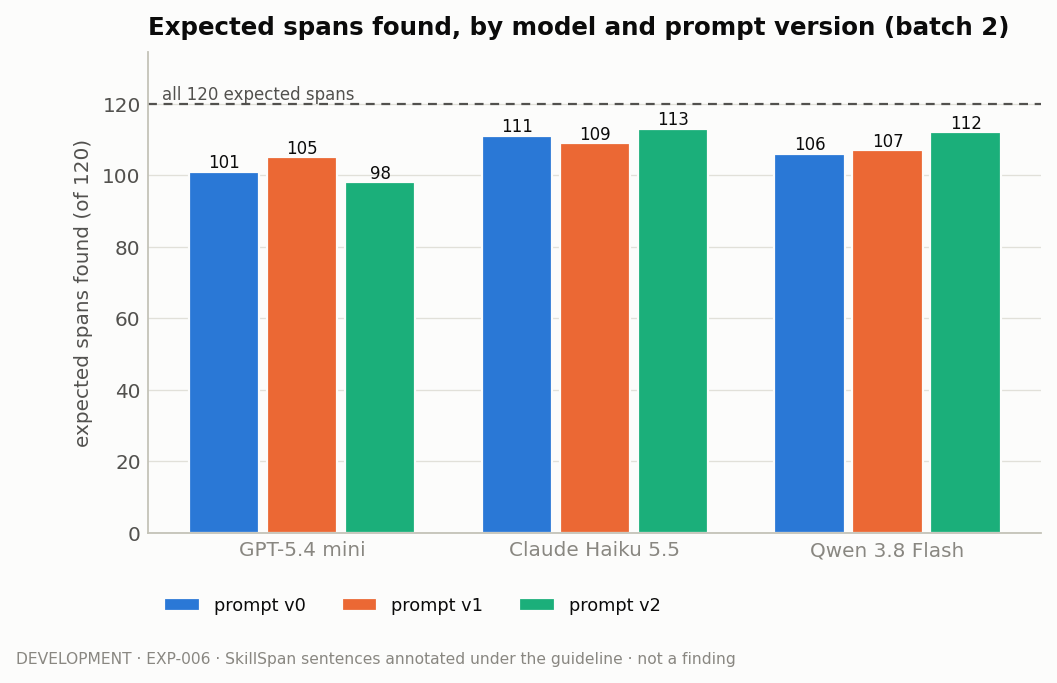 Expected spans found, by model and prompt version (batch 2)
all 120 expected spans
expected spans found (of 120)
120
100
80
60
40
20
0
101
105
98
111
109
113
106
107
112
GPT-5.4 mini
Claude Haiku 5.5
Qwen 3.8 Flash
prompt v0
prompt v1
prompt v2
DEVELOPMENT · EXP-006 · SkillSpan sentences annotated under the guideline · not a finding